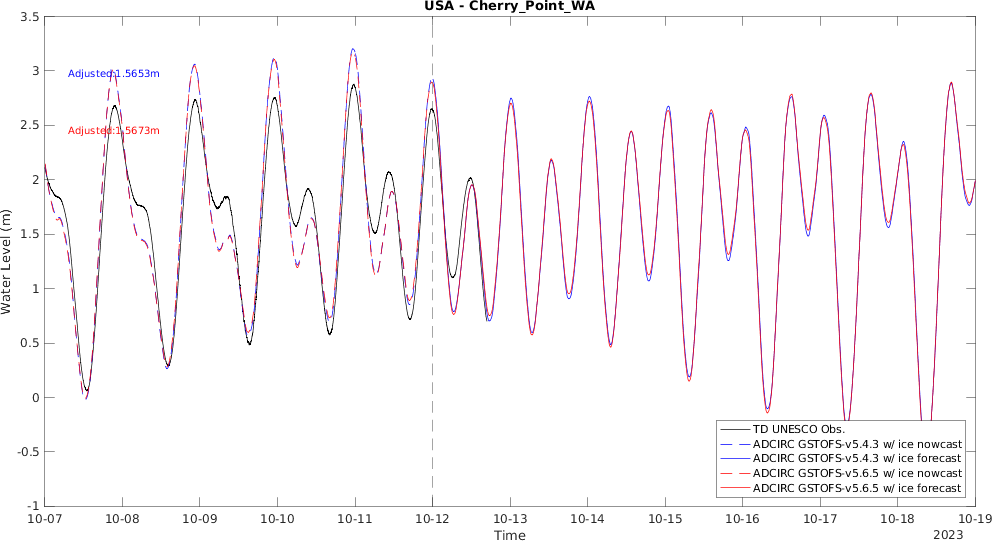 USA - Cherry_Point_WA
3.5
3
2.5
2
1.5
1
0.5
0
-0.5
-1
Water Level (m)
Adjusted:1.5653m
Adjusted:1.5673m
TD UNESCO Obs.
ADCIRC GSTOFS-v5.4.3 w/ ice nowcast
ADCIRC GSTOFS-v5.4.3 w/ ice forecast
ADCIRC GSTOFS-v5.6.5 w/ ice nowcast
ADCIRC GSTOFS-v5.6.5 w/ ice forecast
10-07 10-08 10-09 10-10 10-11 10-12 10-13 10-14 10-15 10-16 10-17 10-18 10-19
Time
2023